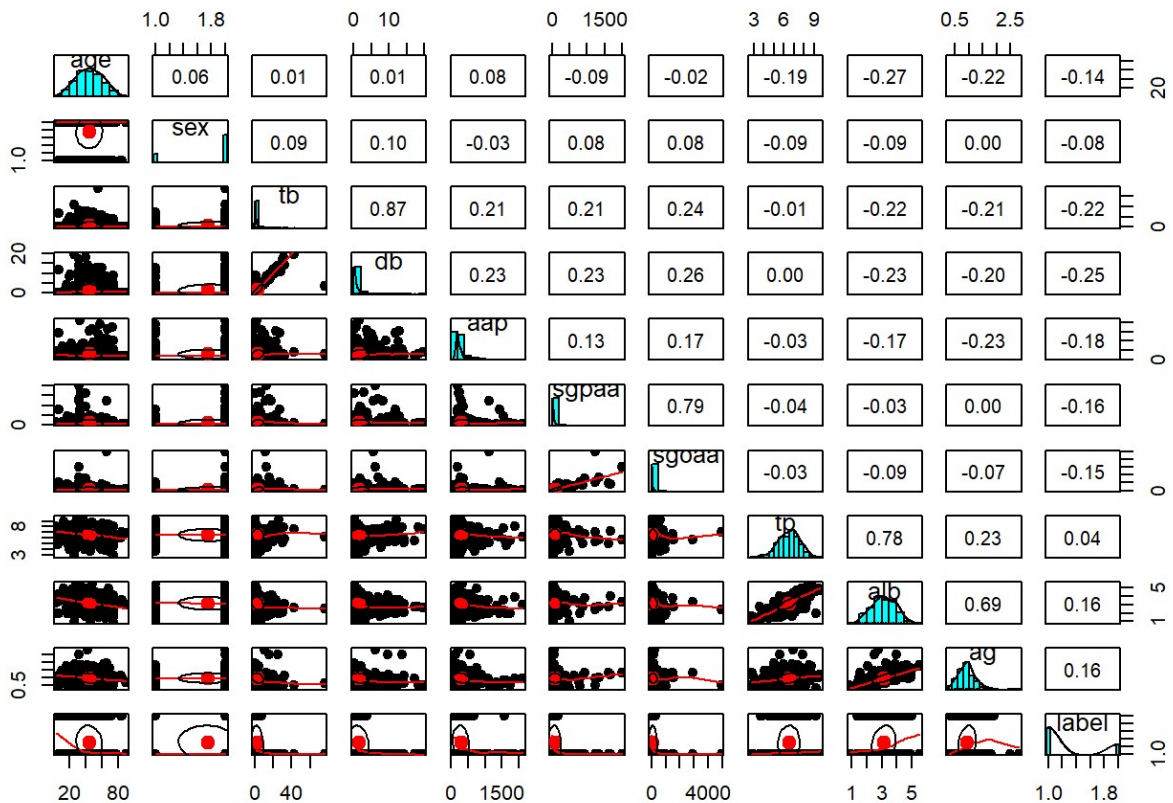 1.0 1.8 0 10 0 1500 3 6 9 0.5 2.5
age 0.06 0.01 0.01 0.08 -0.09 -0.02 -0.19 -0.27 -0.22 -0.14 20
1.0 sex 0.09 0.10 -0.03 0.08 0.08 -0.09 -0.09 0.00 -0.08
tb 0.87 0.21 0.21 0.24 -0.01 -0.22 -0.21 -0.22 0
0 20 db 0.23 0.23 0.26 0.00 -0.23 -0.20 -0.25
aap 0.13 0.17 -0.03 -0.17 -0.23 -0.18 0
0 sgpaa 0.79 -0.04 -0.03 0.00 -0.16
sgoaa -0.03 -0.09 -0.07 -0.15 0
3 8 tp 0.78 0.23 0.04
alb 0.69 0.16 1 5
0.5 ag 0.16
label 1.0
20 80 0 40 0 1500 0 4000 1 3 5 1.0 1.8